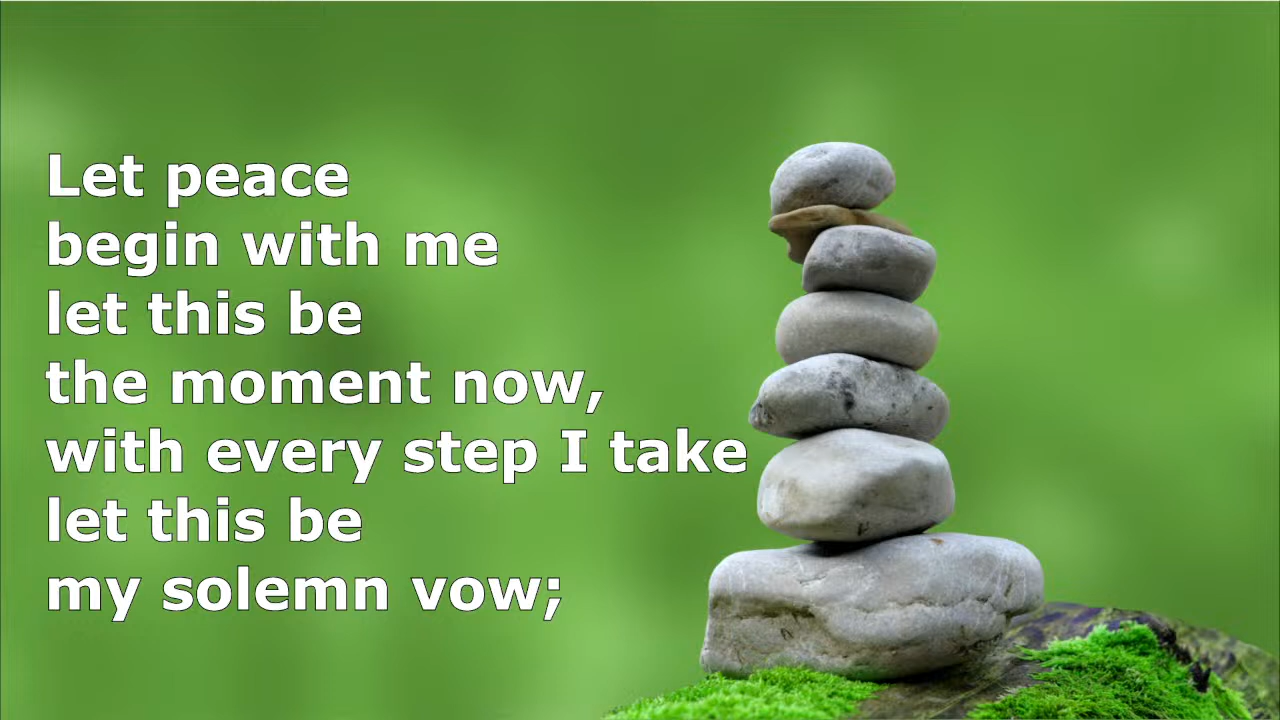 Let peace
begin with me
let this be
the moment now,
with every step I take
let this be
my solemn vow;